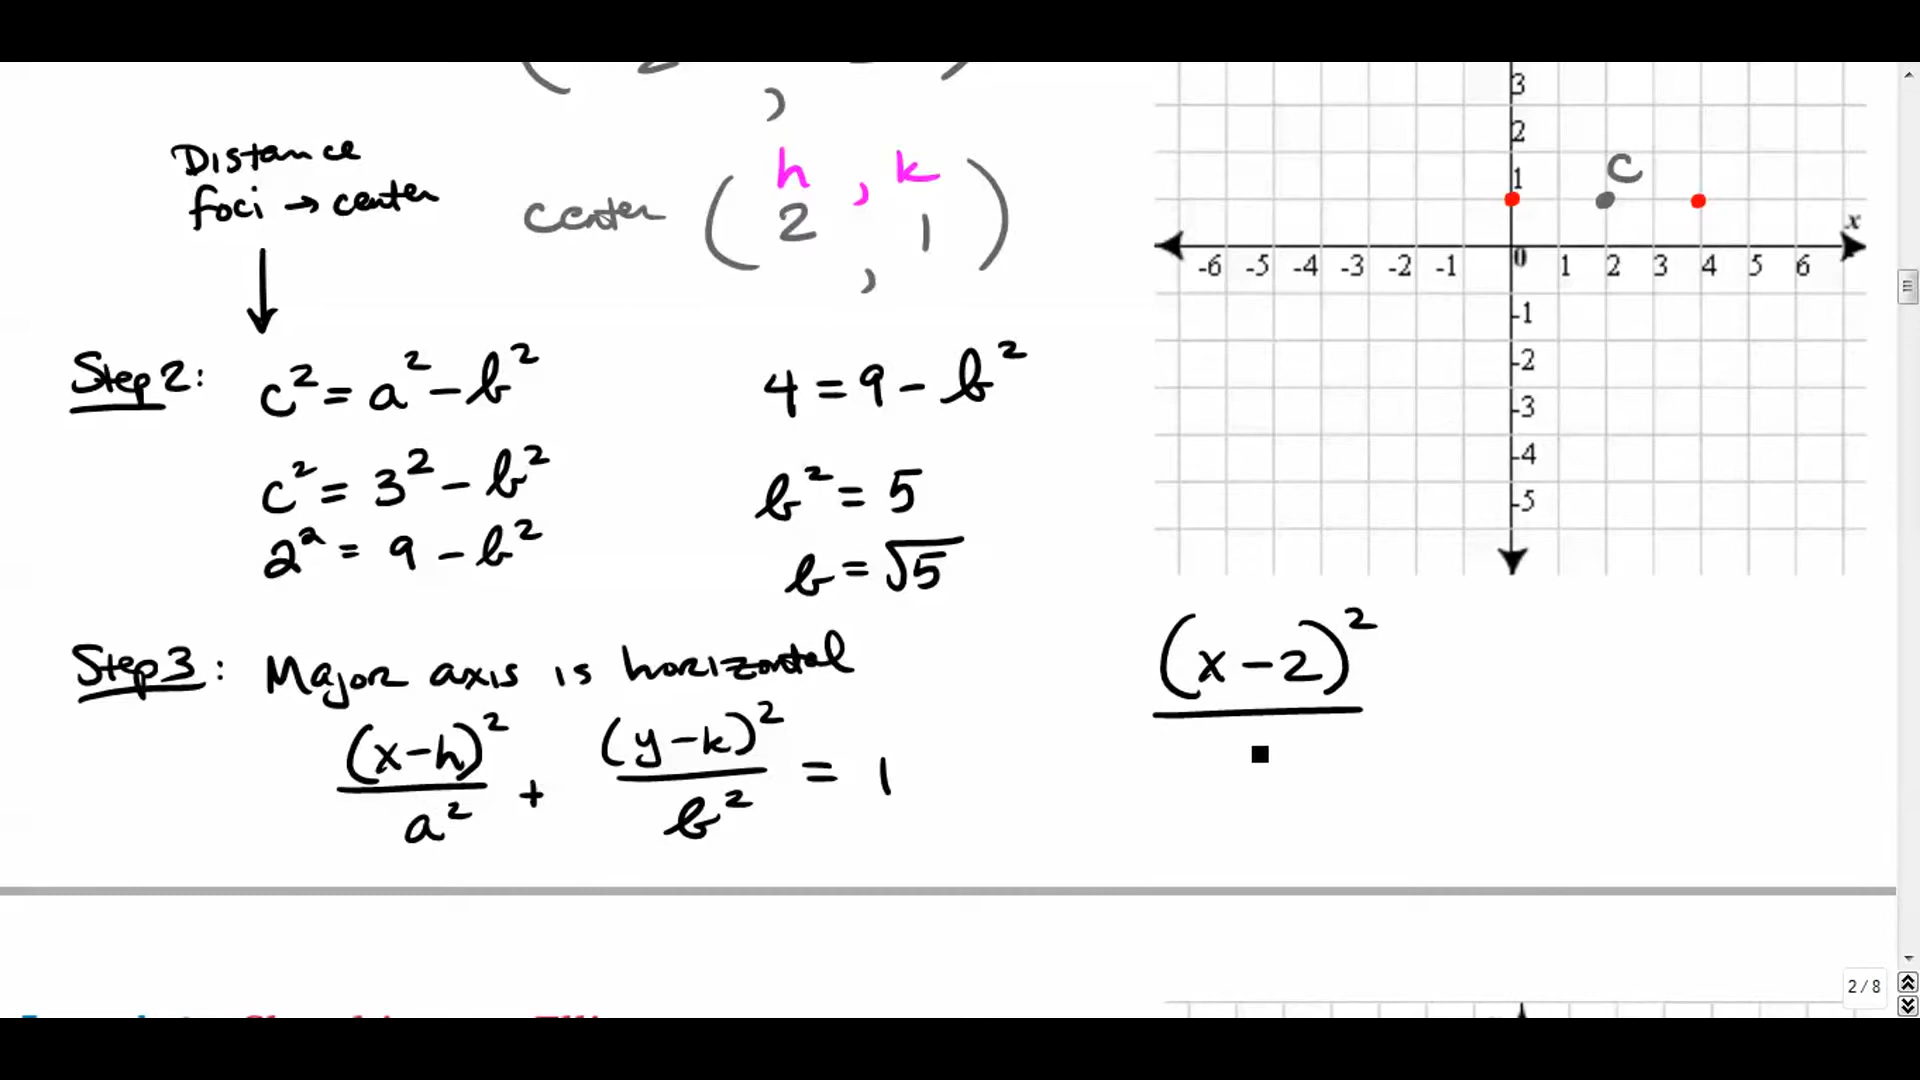 Distance
foci → center
h , k
center ( 2 , 1 )
Step 2: c² = a² - b²
4 = 9 - b²
c² = 3² - b²
b² = 5
2² = 9 - b²
b = √5
Step 3: Major axis is horizontal
(x-h)²/a² + (y-k)²/b² = 1
3
2
C
1
x
-6 -5 -4 -3 -2 -1 0 1 2 3 4 5 6
-1
-2
-3
-4
-5
(x-2)²
2 / 8